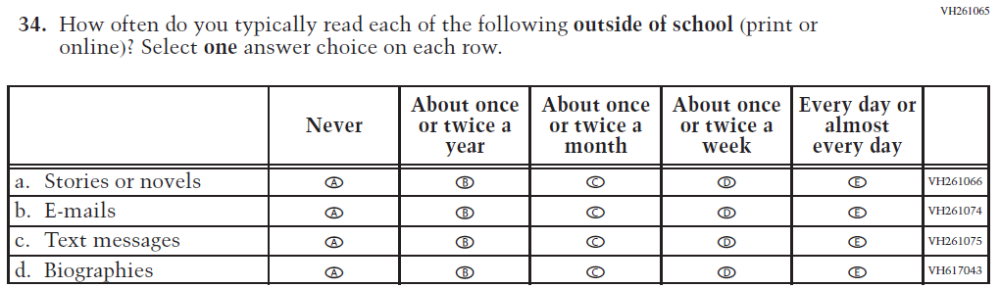 VH261065
34. How often do you typically read each of the following outside of school (print or
online)? Select one answer choice on each row.
Never
About once
or twice a
year
About once
or twice a
month
About once
or twice a
week
Every day or
almost
every day
a. Stories or novels A B C D E VH261066
b. E-mails A B C D E VH261074
c. Text messages A B C D E VH261075
d. Biographies A B C D E VH617043